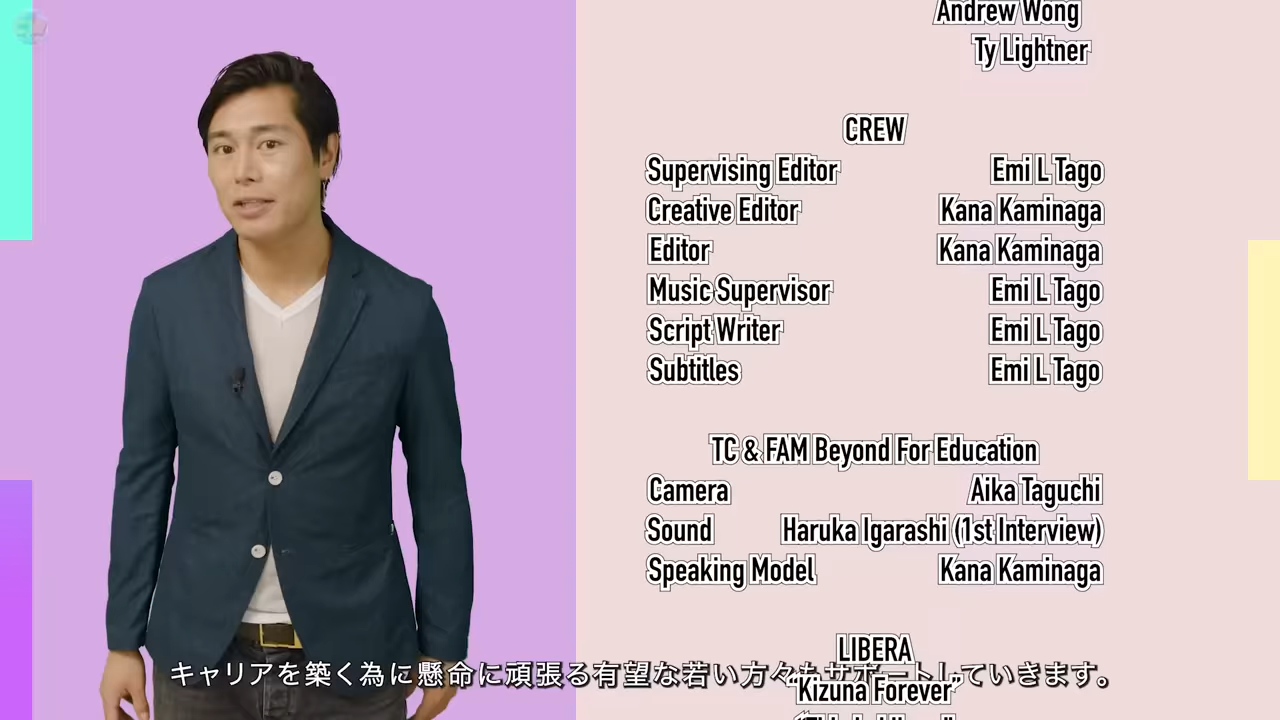 Andrew Wong
Ty Lightner
CREW
Supervising Editor Emi L Tago
Creative Editor Kana Kaminaga
Editor Kana Kaminaga
Music Supervisor Emi L Tago
Script Writer Emi L Tago
Subtitles Emi L Tago
TC & FAM Beyond For Education
Camera Aika Taguchi
Sound Haruka Igarashi (1st Interview)
Speaking Model Kana Kaminaga
LIBERA
キャリアを築く為に懸命に頑張る有望な若い方々もサポートしていきます。
"Kizuna Forever"